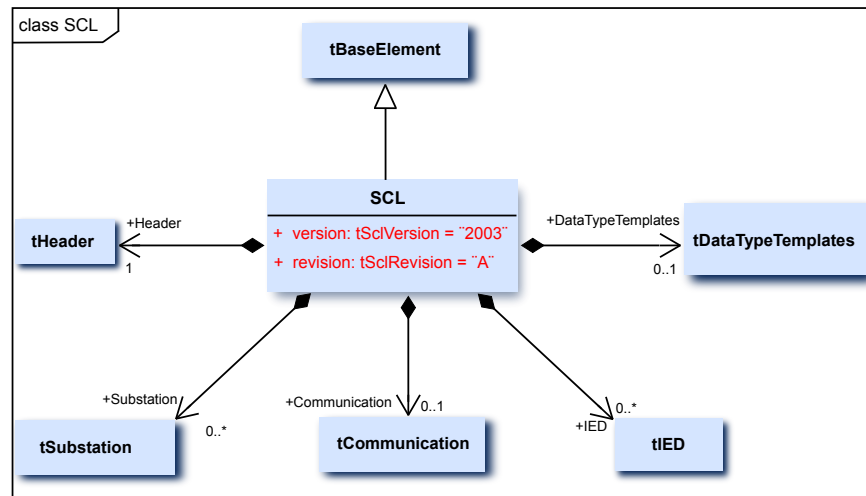 class SCL
tBaseElement
SCL
+ version: tSclVersion = ¨2003¨
+ revision: tSclRevision = ¨A¨
+Header
tHeader
1
+DataTypeTemplates
tDataTypeTemplates
0..1
+Substation
0..*
tSubstation
+Communication
0..1
tCommunication
0..*
+IED
tIED